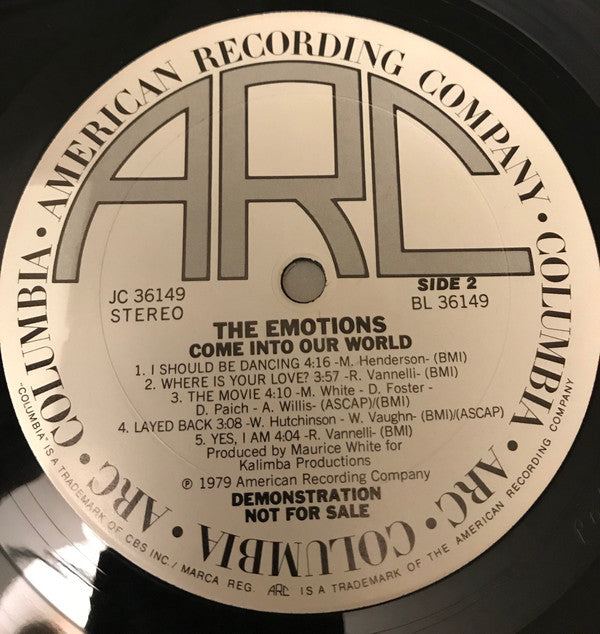 AMERICAN RECORDING COMPANY • COLUMBIA • ARC • COLUMBIA • ARC • COLUMBIA •
ARC
JC 36149
STEREO
SIDE 2
BL 36149
THE EMOTIONS
COME INTO OUR WORLD
1. I SHOULD BE DANCING 4:16 -M. Henderson- (BMI)
2. WHERE IS YOUR LOVE? 3:57 -R. Vannelli- (BMI)
3. THE MOVIE 4:10 -M. White - D. Foster -
D. Paich - A. Willis- (ASCAP)/(BMI)
4. LAYED BACK 3:08 -W. Hutchinson - W. Vaughn- (BMI)/(ASCAP)
5. YES, I AM 4:04 -R. Vannelli- (BMI)
Produced by Maurice White for
Kalimba Productions
℗ 1979 American Recording Company
DEMONSTRATION
NOT FOR SALE
"COLUMBIA" IS A TRADEMARK OF CBS INC./ MARCA REG. ARC IS A TRADEMARK OF THE AMERICAN RECORDING COMPANY